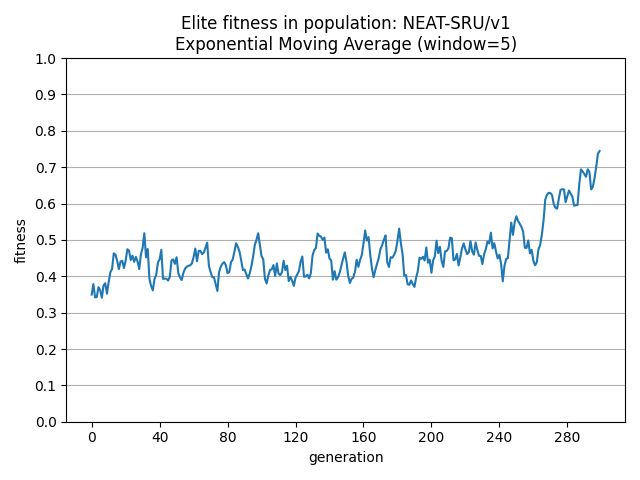 Elite fitness in population: NEAT-SRU/v1
Exponential Moving Average (window=5)
fitness
1.0
0.9
0.8
0.7
0.6
0.5
0.4
0.3
0.2
0.1
0.0
0 40 80 120 160 200 240 280
generation